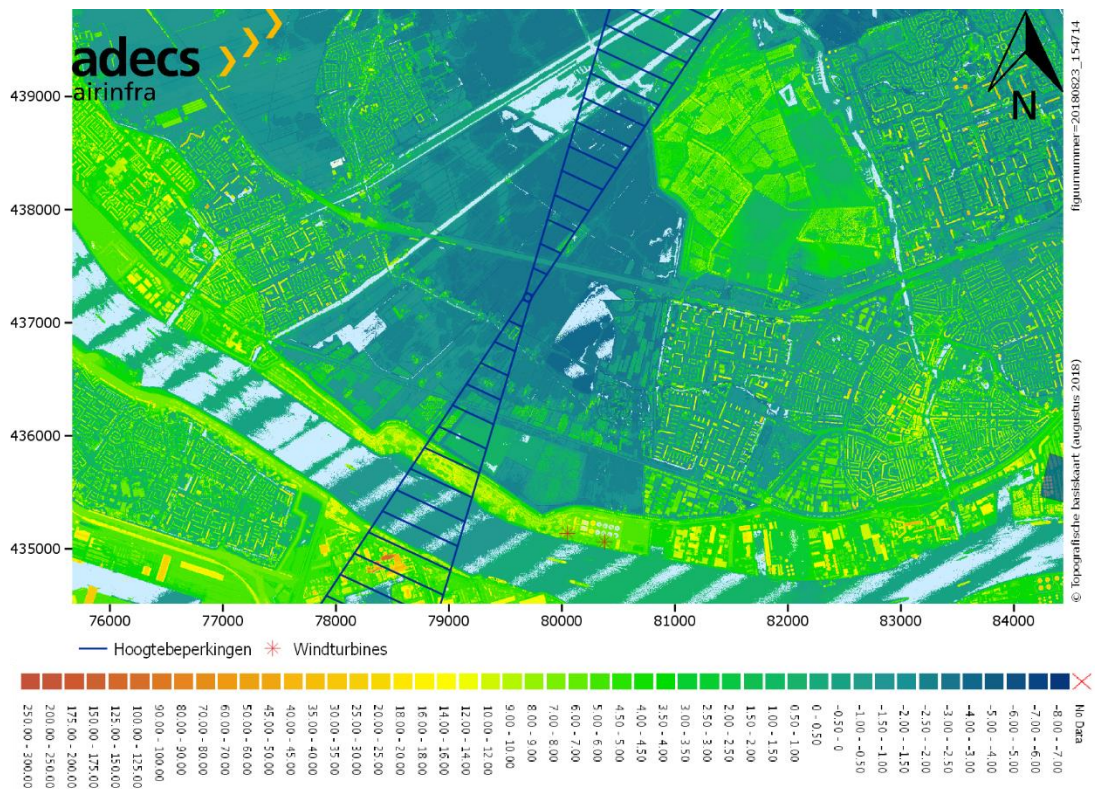 adecs
airinfra
N
figuurnummer=20180823_154714
© Topografische basiskaart (augustus 2018)
439000
438000
437000
436000
435000
76000 77000 78000 79000 80000 81000 82000 83000 84000
Hoogtebeperkingen Windturbines
250.00 - 300.00
200.00 - 250.00
175.00 - 200.00
150.00 - 175.00
125.00 - 150.00
100.00 - 125.00
90.00 - 100.00
80.00 - 90.00
70.00 - 80.00
60.00 - 70.00
50.00 - 60.00
45.00 - 50.00
40.00 - 45.00
35.00 - 40.00
30.00 - 35.00
25.00 - 30.00
20.00 - 25.00
18.00 - 20.00
16.00 - 18.00
14.00 - 16.00
12.00 - 14.00
10.00 - 12.00
9.00 - 10.00
8.00 - 9.00
7.00 - 8.00
6.00 - 7.00
5.00 - 6.00
4.50 - 5.00
4.00 - 4.50
3.50 - 4.00
3.00 - 3.50
2.50 - 3.00
2.00 - 2.50
1.50 - 2.00
1.00 - 1.50
0.50 - 1.00
0 - 0.50
-0.50 - 0
-1.00 - -0.50
-1.50 - -1.00
-2.00 - -1.50
-2.50 - -2.00
-3.00 - -2.50
-4.00 - -3.00
-5.00 - -4.00
-6.00 - -5.00
-7.00 - -6.00
-8.00 - -7.00
No Data